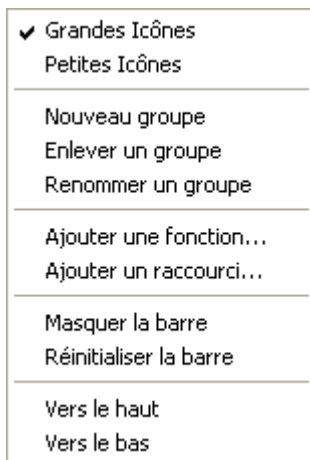 Grandes Icônes
Petites Icônes
Nouveau groupe
Enlever un groupe
Renommer un groupe
Ajouter une fonction...
Ajouter un raccourci...
Masquer la barre
Réinitialiser la barre
Vers le haut
Vers le bas